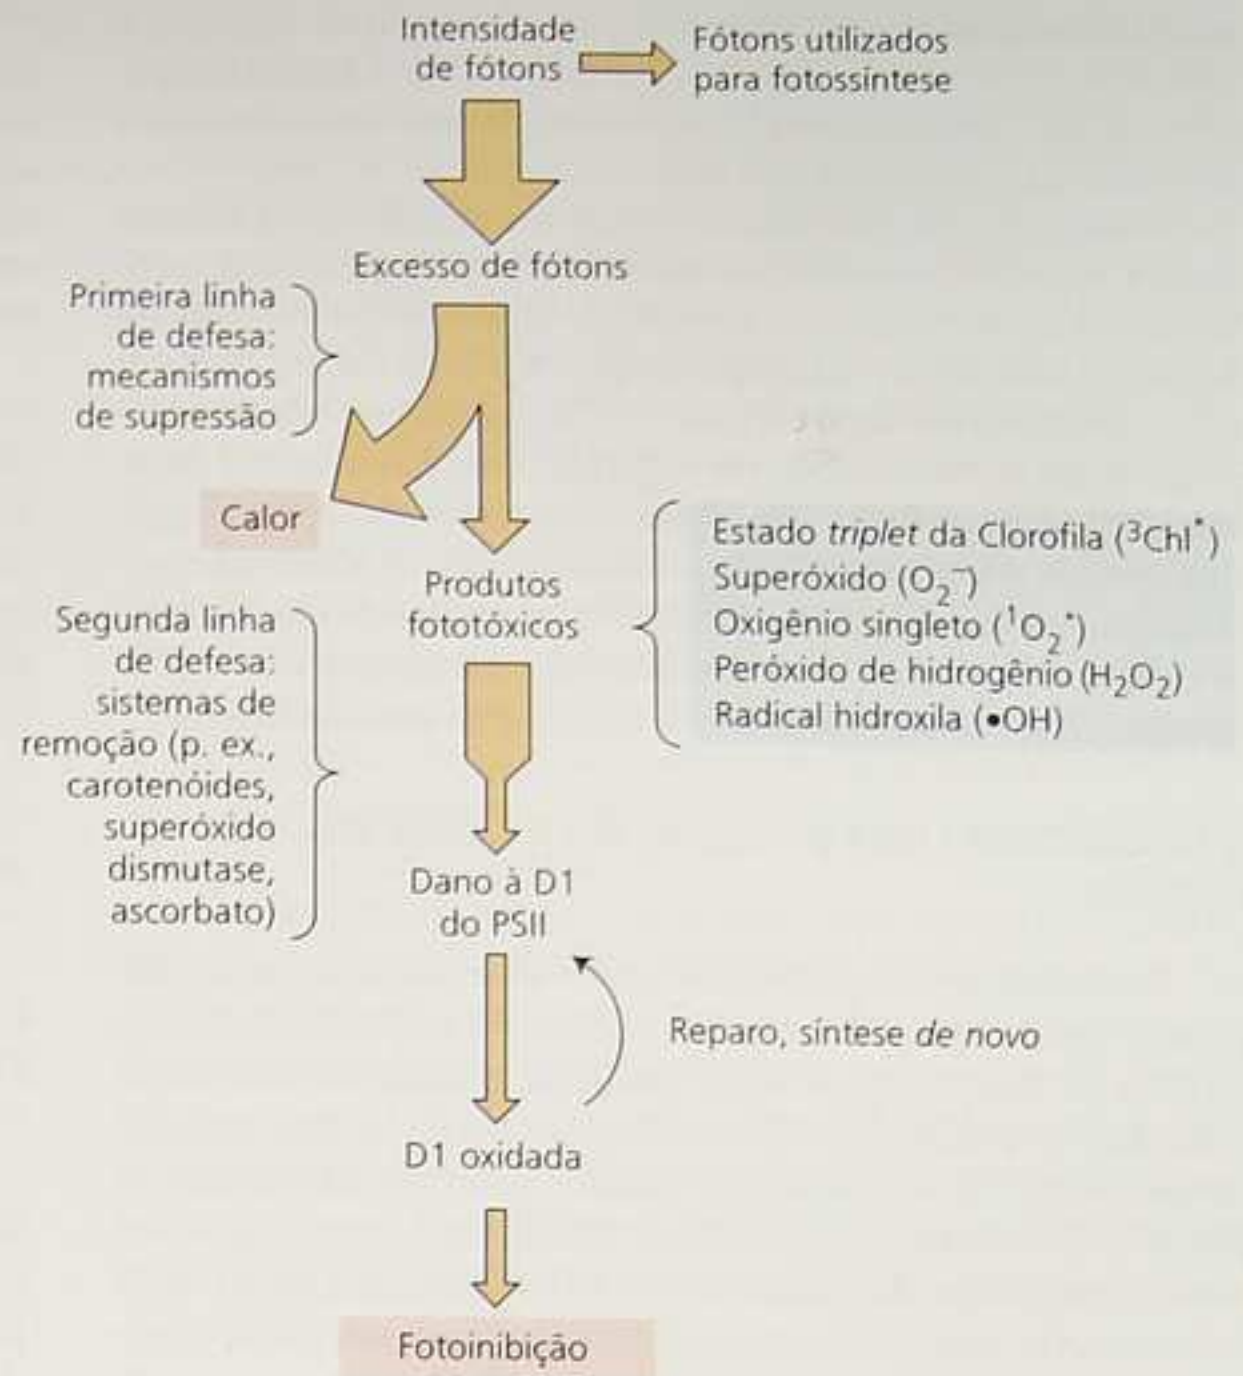 Intensidade
de fótons
Fótons utilizados
para fotossíntese
Excesso de fótons
Primeira linha
de defesa:
mecanismos
de supressão
Calor
Produtos
fototóxicos
Estado triplet da Clorofila (³Chl*)
Superóxido (O₂⁻)
Oxigênio singleto (¹O₂*)
Peróxido de hidrogênio (H₂O₂)
Radical hidroxila (•OH)
Segunda linha
de defesa:
sistemas de
remoção (p. ex.,
carotenóides,
superóxido
dismutase,
ascorbato)
Dano à D1
do PSII
Reparo, síntese de novo
D1 oxidada
Fotoinibição